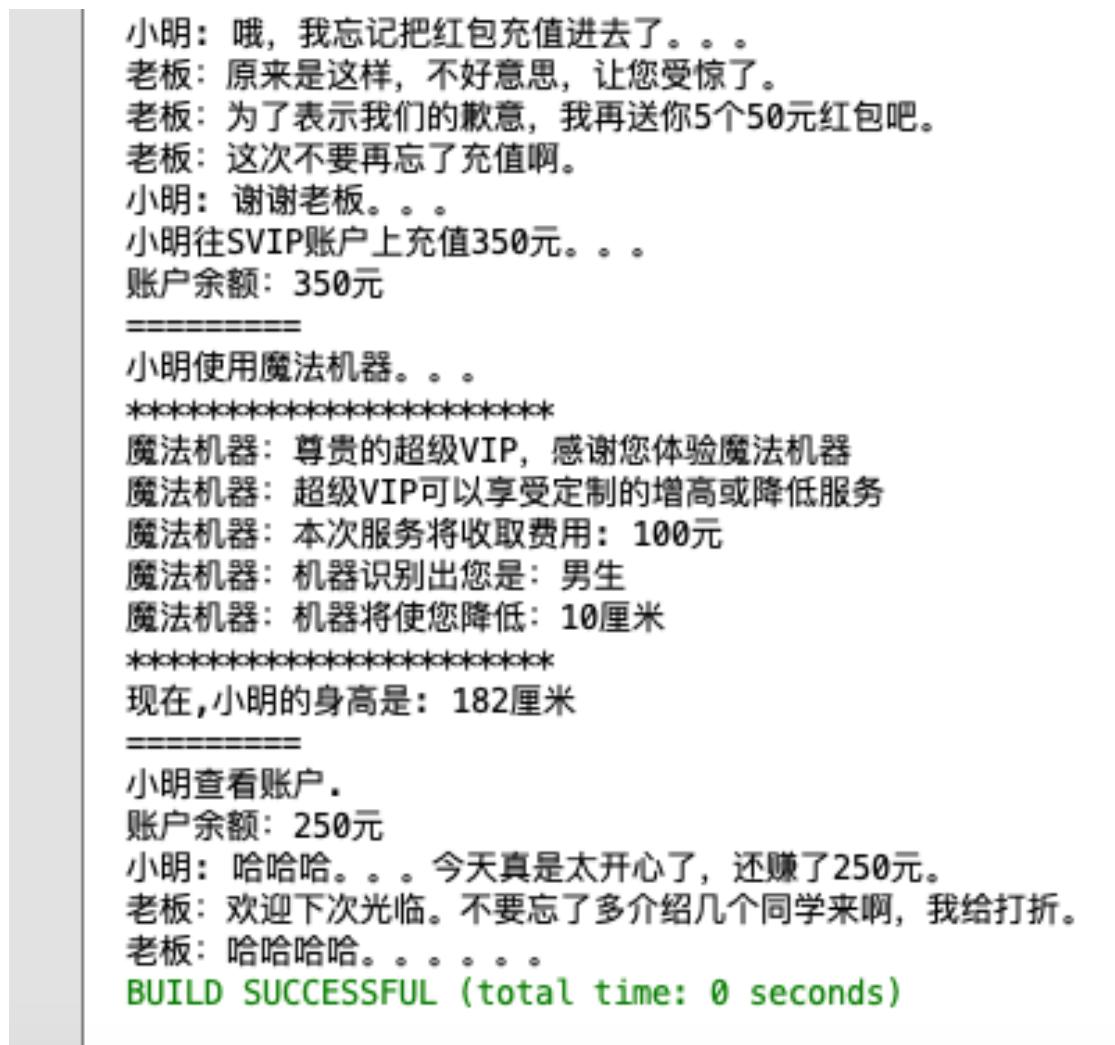 小明: 哦，我忘记把红包充值进去了。。。
老板：原来是这样，不好意思，让您受惊了。
老板：为了表示我们的歉意，我再送你5个50元红包吧。
老板：这次不要再忘了充值啊。
小明: 谢谢老板。。。
小明往SVIP账户上充值350元。。。
账户余额：350元
=========
小明使用魔法机器。。。
***********************
魔法机器：尊贵的超级VIP，感谢您体验魔法机器
魔法机器：超级VIP可以享受定制的增高或降低服务
魔法机器：本次服务将收取费用: 100元
魔法机器：机器识别出您是：男生
魔法机器：机器将使您降低：10厘米
***********************
现在,小明的身高是: 182厘米
=========
小明查看账户.
账户余额：250元
小明: 哈哈哈。。。今天真是太开心了，还赚了250元。
老板：欢迎下次光临。不要忘了多介绍几个同学来啊，我给打折。
老板：哈哈哈哈。。。。。。
BUILD SUCCESSFUL (total time: 0 seconds)